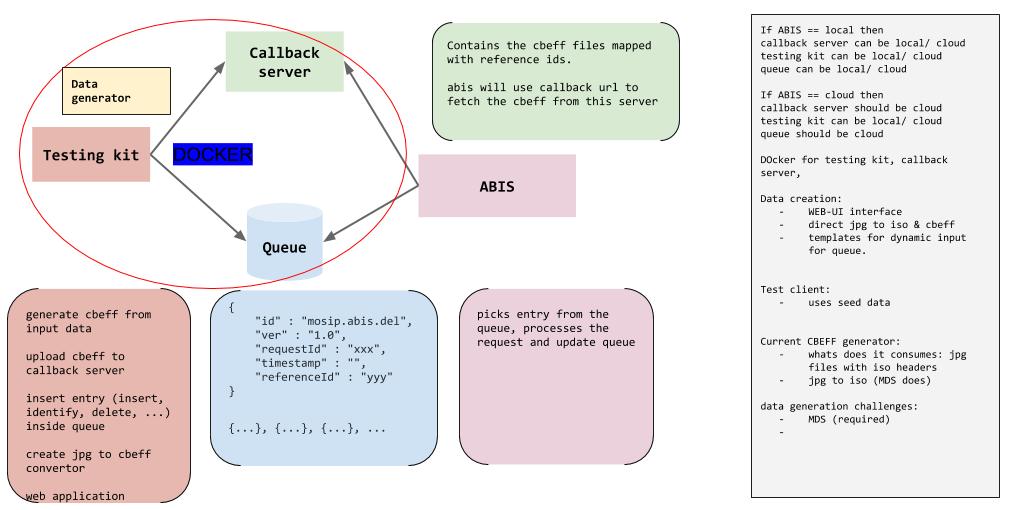 Callback
server
Data
generator
Testing kit
DOCKER
ABIS
Queue
Contains the cbeff files mapped
with reference ids.
abis will use callback url to
fetch the cbeff from this server
generate cbeff from
input data
upload cbeff to
callback server
insert entry (insert,
identify, delete, ...)
inside queue
create jpg to cbeff
convertor
web application
{
"id" : "mosip.abis.del",
"ver" : "1.0",
"requestId" : "xxx",
"timestamp" : "",
"referenceId" : "yyy"
}
{...}, {...}, {...}, ...
picks entry from the
queue, processes the
request and update queue
If ABIS == local then
callback server can be local/ cloud
testing kit can be local/ cloud
queue can be local/ cloud
If ABIS == cloud then
callback server should be cloud
testing kit can be local/ cloud
queue should be cloud
DOcker for testing kit, callback
server,
Data creation:
- WEB-UI interface
- direct jpg to iso & cbeff
- templates for dynamic input
for queue.
Test client:
- uses seed data
Current CBEFF generator:
- whats does it consumes: jpg
files with iso headers
- jpg to iso (MDS does)
data generation challenges:
- MDS (required)
-